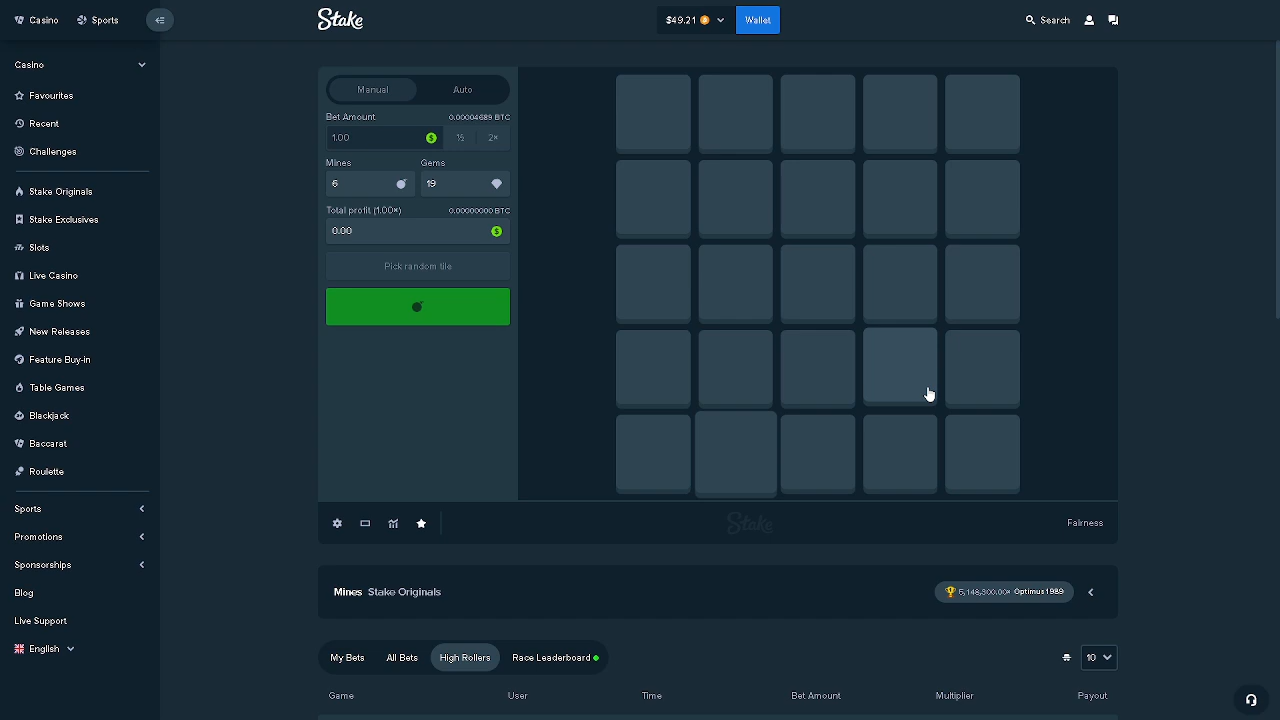 Casino
Sports
Stake
$49.21
Wallet
Search
Casino
Favourites
Recent
Challenges
Stake Originals
Stake Exclusives
Slots
Live Casino
Game Shows
New Releases
Feature Buy-in
Table Games
Blackjack
Baccarat
Roulette
Sports
Promotions
Sponsorships
Blog
Live Support
English
Manual
Auto
Bet Amount
0.00004689 BTC
1.00
$
½
2×
Mines
Gems
6
19
Total profit (1.00×)
0.00000000 BTC
0.00
$
Pick random tile
Stake
Fairness
Mines Stake Originals
5,148,300.00× Optimus1989
My Bets
All Bets
High Rollers
Race Leaderboard
10
Game
User
Time
Bet Amount
Multiplier
Payout